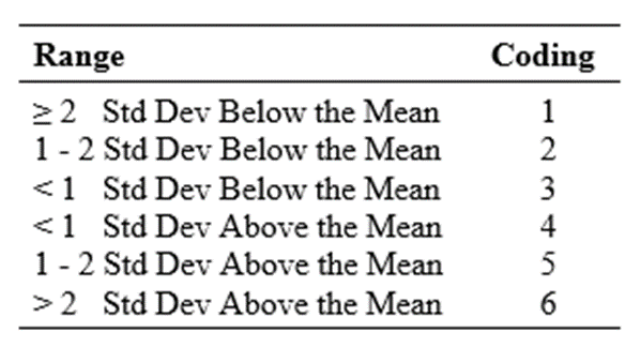 Range Coding
≥ 2 Std Dev Below the Mean 1
1 - 2 Std Dev Below the Mean 2
< 1 Std Dev Below the Mean 3
< 1 Std Dev Above the Mean 4
1 - 2 Std Dev Above the Mean 5
> 2 Std Dev Above the Mean 6